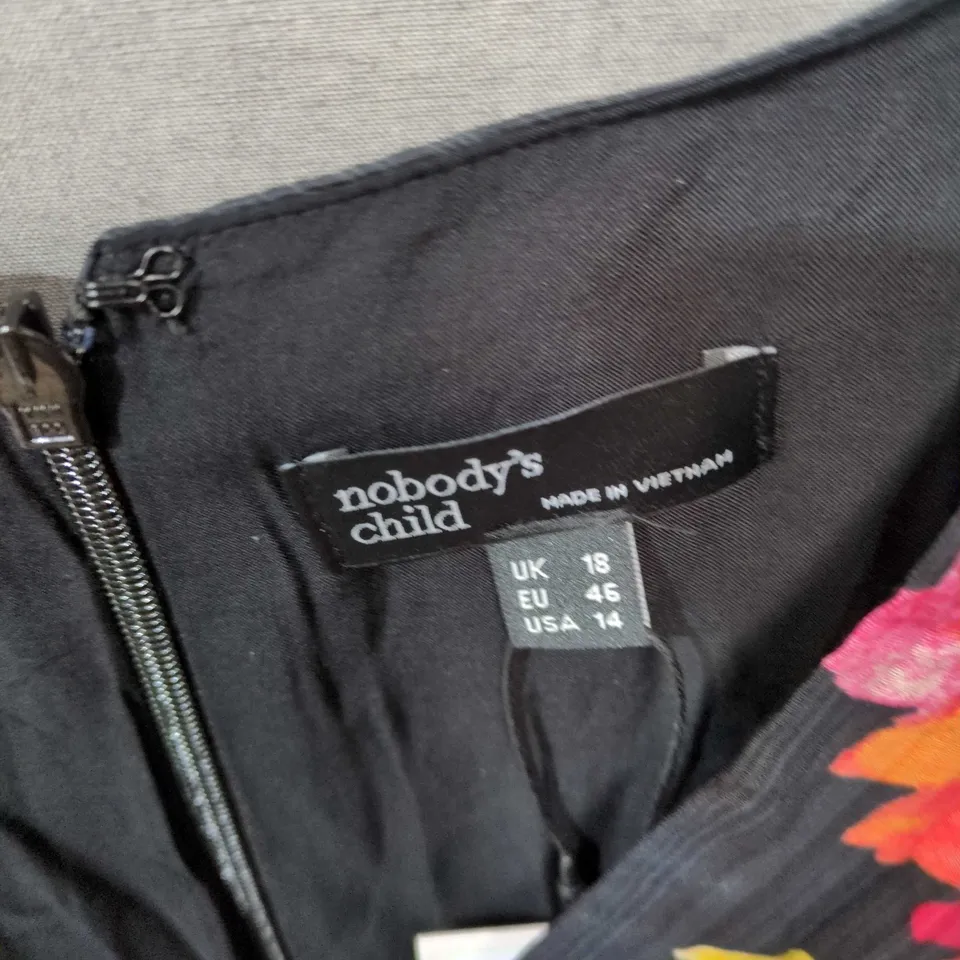 nobody's
child
MADE IN VIETNAM
UK 18
EU 46
USA 14